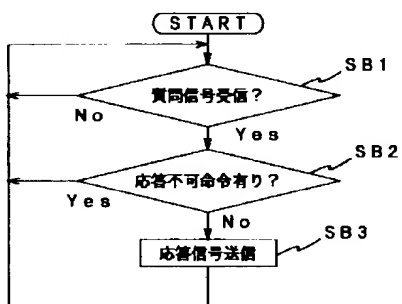 START
質問信号受信？
SB1
No
Yes
応答不可命令有り？
SB2
Yes
No
応答信号送信
SB3